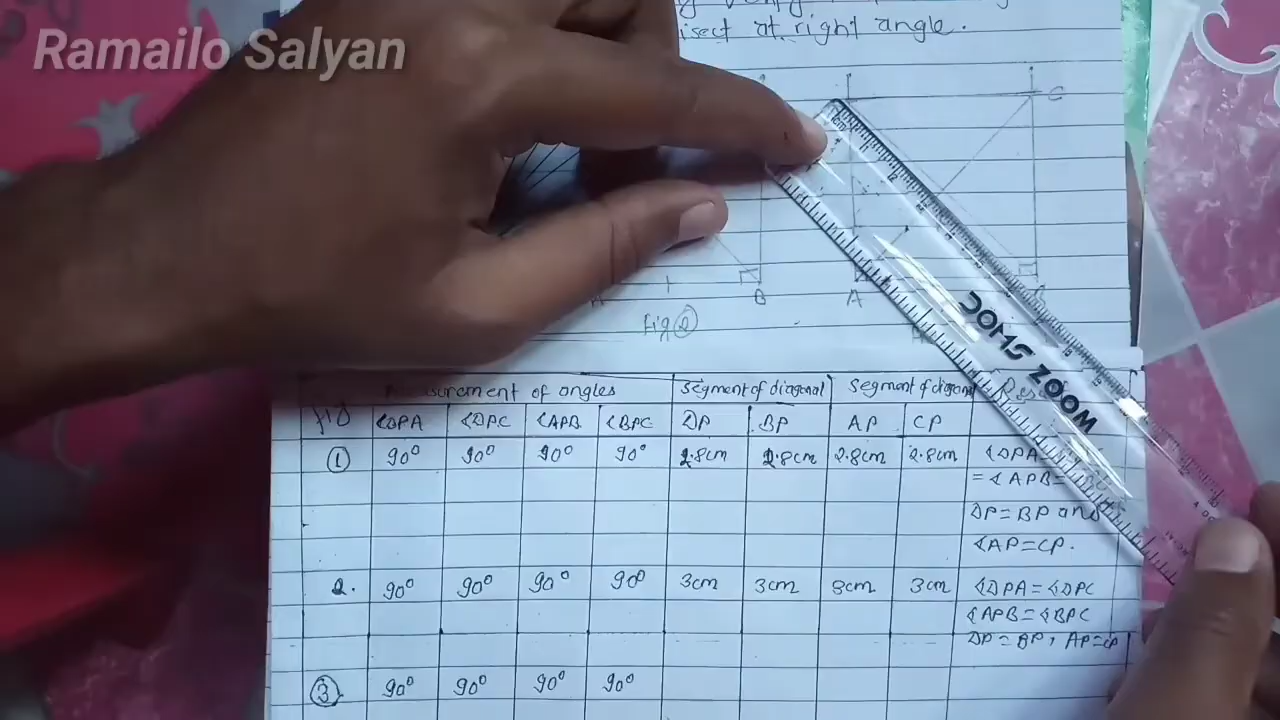 Ramailo Salyan
isect at right angle.
C
B
A
Fig ②
DOMS ZOOM
Measurement of angles Segment of diagonal Segment of diagonal
∢DPA ∢DPC ∢APB ∢BPC DP BP AP CP
① 90° 90° 90° 90° 2.8cm 2.8cm 2.8cm 2.8cm ∢DPA
= ∢APB=
DP=BP and
∢AP=CP.
2. 90° 90° 90° 90° 3cm 3cm 3cm 3cm ∢DPA=∢DPC
∢APB=∢BPC
DP=BP, AP=CP
③ 90° 90° 90° 90°